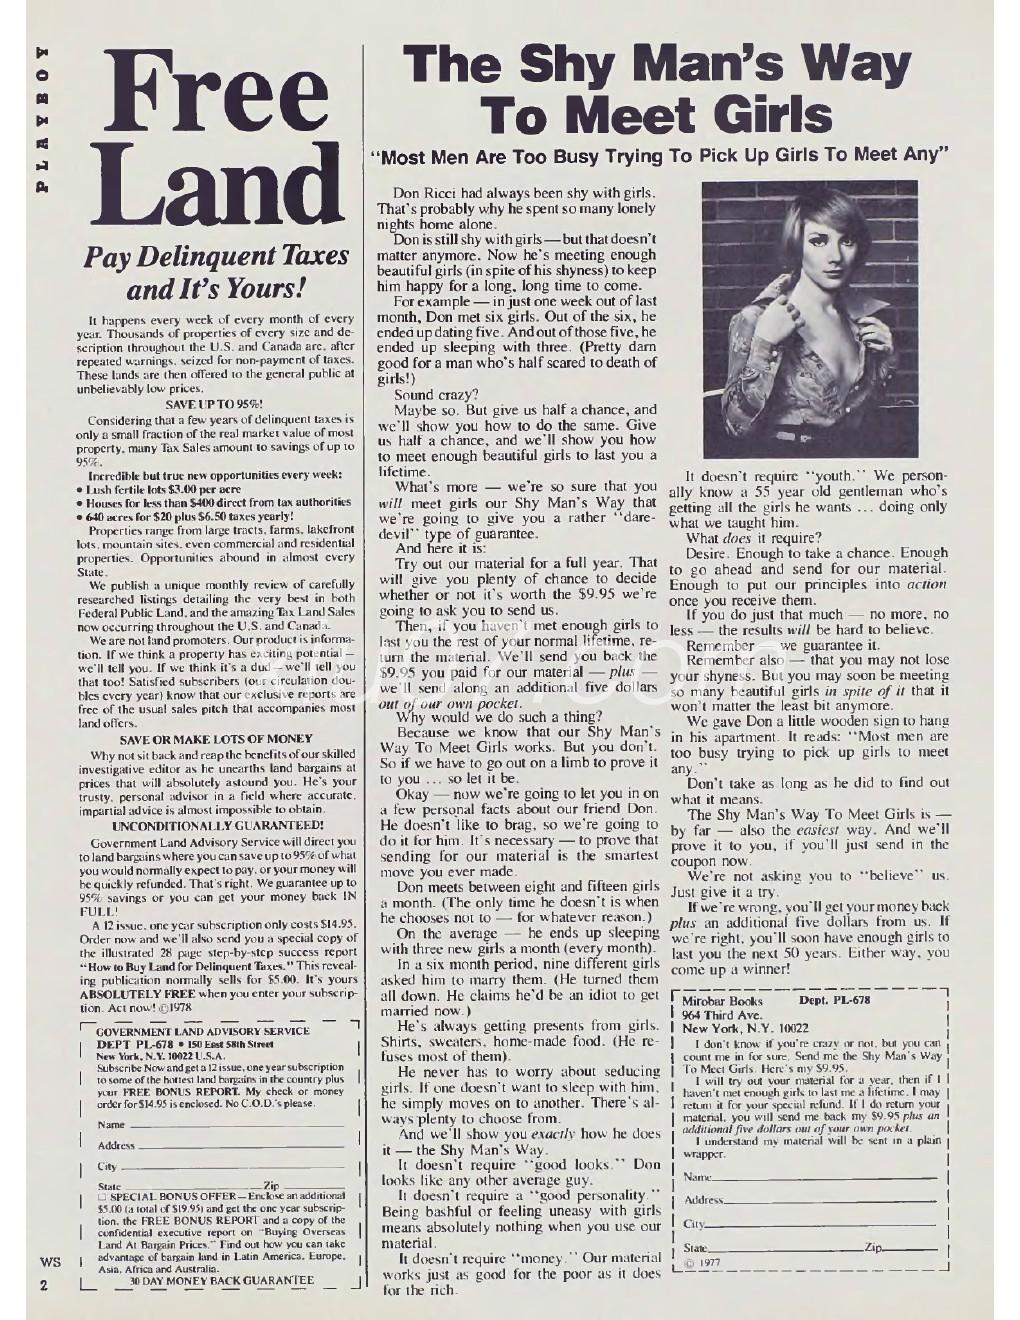 PLAYBOY
Free
Land
Pay Delinquent Taxes
and It's Yours!
It happens every week of every month of every
year. Thousands of properties of every size and de-
scription throughout the U.S. and Canada are, after
repeated warnings, seized for non-payment of taxes.
These lands are then offered to the general public at
unbelievably low prices.
SAVE UP TO 95%!
Considering that a few years of delinquent taxes is
only a small fraction of the real market value of most
property, many Tax Sales amount to savings of up to
95%.
Incredible but true new opportunities every week:
• Lush fertile lots $3.00 per acre
• Houses for less than $400 direct from tax authorities
• 640 acres for $20 plus $6.50 taxes yearly!
Properties range from large tracts, farms, lakefront
lots, mountain sites, even commercial and residential
properties. Opportunities abound in almost every
State.
We publish a unique monthly review of carefully
researched listings detailing the very best in both
Federal Public Land, and the amazing Tax Land Sales
now occurring throughout the U.S. and Canada.
We are not land promoters. Our product is informa-
tion. If we think a property has exciting potential –
we'll tell you. If we think it's a dud – we'll tell you
that too! Satisfied subscribers (our circulation dou-
bles every year) know that our exclusive reports are
free of the usual sales pitch that accompanies most
land offers.
SAVE OR MAKE LOTS OF MONEY
Why not sit back and reap the benefits of our skilled
investigative editor as he unearths land bargains at
prices that will absolutely astound you. He's your
trusty, personal advisor in a field where accurate,
impartial advice is almost impossible to obtain.
UNCONDITIONALLY GUARANTEED!
Government Land Advisory Service will direct you
to land bargains where you can save up to 95% of what
you would normally expect to pay, or your money will
be quickly refunded. That's right. We guarantee up to
95% savings or you can get your money back IN
FULL!
A 12 issue, one year subscription only costs $14.95.
Order now and we'll also send you a special copy of
the illustrated 28 page step-by-step success report
"How to Buy Land for Delinquent Taxes." This reveal-
ing publication normally sells for $5.00. It's yours
ABSOLUTELY FREE when you enter your subscrip-
tion. Act now! ©1978
GOVERNMENT LAND ADVISORY SERVICE
DEPT PL-678 • 150 East 58th Street
New York, N.Y. 10022 U.S.A.
Subscribe Now and get a 12 issue, one year subscription
to some of the hottest land bargains in the country plus
your FREE BONUS REPORT. My check or money
order for $14.95 is enclosed. No C.O.D.'s please.
Name
Address
City
State Zip
□ SPECIAL BONUS OFFER – Enclose an additional
$5.00 (a total of $19.95) and get the one year subscrip-
tion, the FREE BONUS REPORT and a copy of the
confidential executive report on "Buying Overseas
Land At Bargain Prices." Find out how you can take
advantage of bargain land in Latin America, Europe,
Asia, Africa and Australia.
30 DAY MONEY BACK GUARANTEE
WS
2
The Shy Man's Way
To Meet Girls
"Most Men Are Too Busy Trying To Pick Up Girls To Meet Any"
Don Ricci had always been shy with girls.
That's probably why he spent so many lonely
nights home alone.
Don is still shy with girls — but that doesn't
matter anymore. Now he's meeting enough
beautiful girls (in spite of his shyness) to keep
him happy for a long, long time to come.
For example — in just one week out of last
month, Don met six girls. Out of the six, he
ended up dating five. And out of those five, he
ended up sleeping with three. (Pretty darn
good for a man who's half scared to death of
girls!)
Sound crazy?
Maybe so. But give us half a chance, and
we'll show you how to do the same. Give
us half a chance, and we'll show you how
to meet enough beautiful girls to last you a
lifetime.
What's more — we're so sure that you
will meet girls our Shy Man's Way that
we're going to give you a rather "dare-
devil" type of guarantee.
And here it is:
Try out our material for a full year. That
will give you plenty of chance to decide
whether or not it's worth the $9.95 we're
going to ask you to send us.
Then, if you haven't met enough girls to
last you the rest of your normal lifetime, re-
turn the material. We'll send you back the
$9.95 you paid for our material — plus —
we'll send along an additional five dollars
out of our own pocket.
Why would we do such a thing?
Because we know that our Shy Man's
Way To Meet Girls works. But you don't.
So if we have to go out on a limb to prove it
to you ... so let it be.
Okay — now we're going to let you in on
a few personal facts about our friend Don.
He doesn't like to brag, so we're going to
do it for him. It's necessary — to prove that
sending for our material is the smartest
move you ever made.
Don meets between eight and fifteen girls
a month. (The only time he doesn't is when
he chooses not to — for whatever reason.)
On the average — he ends up sleeping
with three new girls a month (every month).
In a six month period, nine different girls
asked him to marry them. (He turned them
all down. He claims he'd be an idiot to get
married now.)
He's always getting presents from girls.
Shirts, sweaters, home-made food. (He re-
fuses most of them).
He never has to worry about seducing
girls. If one doesn't want to sleep with him,
he simply moves on to another. There's al-
ways plenty to choose from.
And we'll show you exactly how he does
it — the Shy Man's Way.
It doesn't require "good looks." Don
looks like any other average guy.
It doesn't require a "good personality."
Being bashful or feeling uneasy with girls
means absolutely nothing when you use our
material.
It doesn't require "money." Our material
works just as good for the poor as it does
for the rich.
It doesn't require "youth." We person-
ally know a 55 year old gentleman who's
getting all the girls he wants ... doing only
what we taught him.
What does it require?
Desire. Enough to take a chance. Enough
to go ahead and send for our material.
Enough to put our principles into action
once you receive them.
If you do just that much — no more, no
less — the results will be hard to believe.
Remember — we guarantee it.
Remember also — that you may not lose
your shyness. But you may soon be meeting
so many beautiful girls in spite of it that it
won't matter the least bit anymore.
We gave Don a little wooden sign to hang
in his apartment. It reads: "Most men are
too busy trying to pick up girls to meet
any."
Don't take as long as he did to find out
what it means.
The Shy Man's Way To Meet Girls is —
by far — also the easiest way. And we'll
prove it to you, if you'll just send in the
coupon now.
We're not asking you to "believe" us.
Just give it a try.
If we're wrong, you'll get your money back
plus an additional five dollars from us. If
we're right, you'll soon have enough girls to
last you the next 50 years. Either way, you
come up a winner!
Mirobar Books Dept. PL-678
964 Third Ave.
New York, N.Y. 10022
I don't know if you're crazy or not, but you can
count me in for sure. Send me the Shy Man's Way
To Meet Girls. Here's my $9.95.
I will try out your material for a year, then if I
haven't met enough girls to last me a lifetime, I may
return it for your special refund. If I do return your
material, you will send me back my $9.95 plus an
additional five dollars out of your own pocket.
I understand my material will be sent in a plain
wrapper.
Name
Address
City
State Zip
© 1977